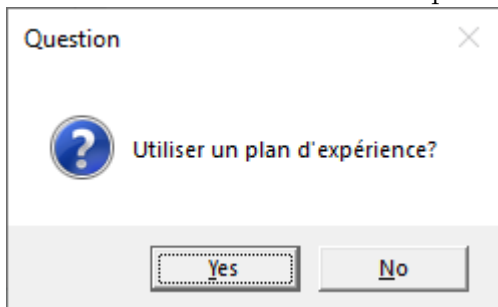 Question
Utiliser un plan d'expérience?
Yes No